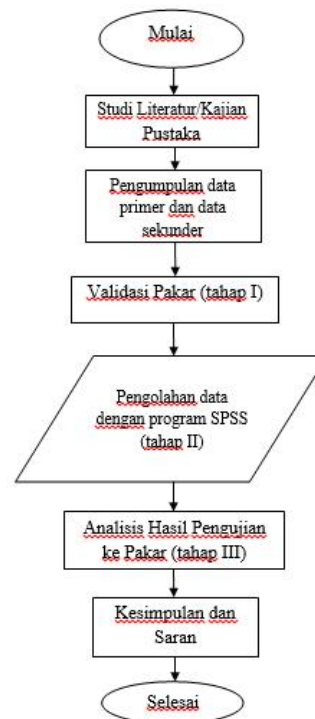 Mulai
Studi Literatur/Kajian
Pustaka
Pengumpulan data
primer dan data
sekunder
Validasi Pakar (tahap I)
Pengolahan data
dengan program SPSS
(tahap II)
Analisis Hasil Pengujian
ke Pakar (tahap III)
Kesimpulan dan
Saran
Selesai